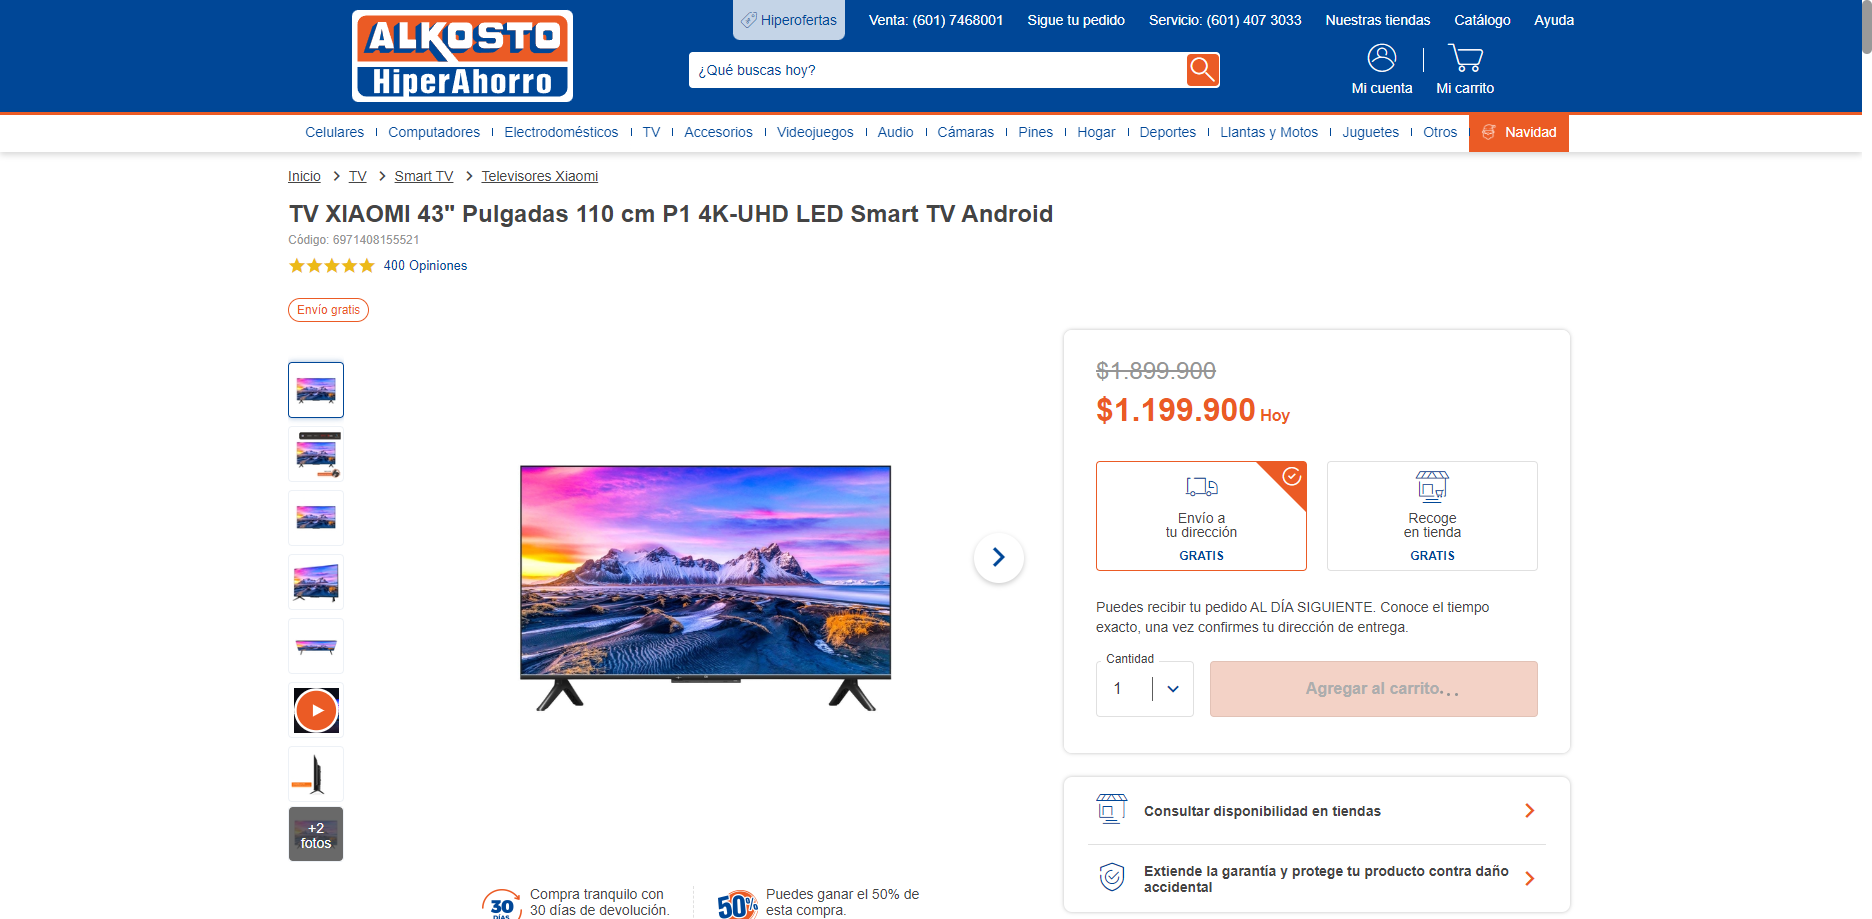 ALKOSTO
HiperAhorro
Hiperofertas
Venta: (601) 7468001
Sigue tu pedido
Servicio: (601) 407 3033
Nuestras tiendas
Catálogo
Ayuda
¿Qué buscas hoy?
Mi cuenta
Mi carrito
Celulares
Computadores
Electrodomésticos
TV
Accesorios
Videojuegos
Audio
Cámaras
Pines
Hogar
Deportes
Llantas y Motos
Juguetes
Otros
Navidad
Inicio > TV > Smart TV > Televisores Xiaomi
TV XIAOMI 43" Pulgadas 110 cm P1 4K-UHD LED Smart TV Android
Código: 6971408155521
400 Opiniones
Envío gratis
$1.899.900
$1.199.900 Hoy
Envío a
tu dirección
GRATIS
Recoge
en tienda
GRATIS
Puedes recibir tu pedido AL DÍA SIGUIENTE. Conoce el tiempo
exacto, una vez confirmes tu dirección de entrega.
Cantidad
1
Agregar al carrito...
+2
fotos
Consultar disponibilidad en tiendas
Extiende la garantía y protege tu producto contra daño
accidental
30
DÍAS
Compra tranquilo con
30 días de devolución.
50%
Puedes ganar el 50% de
esta compra.